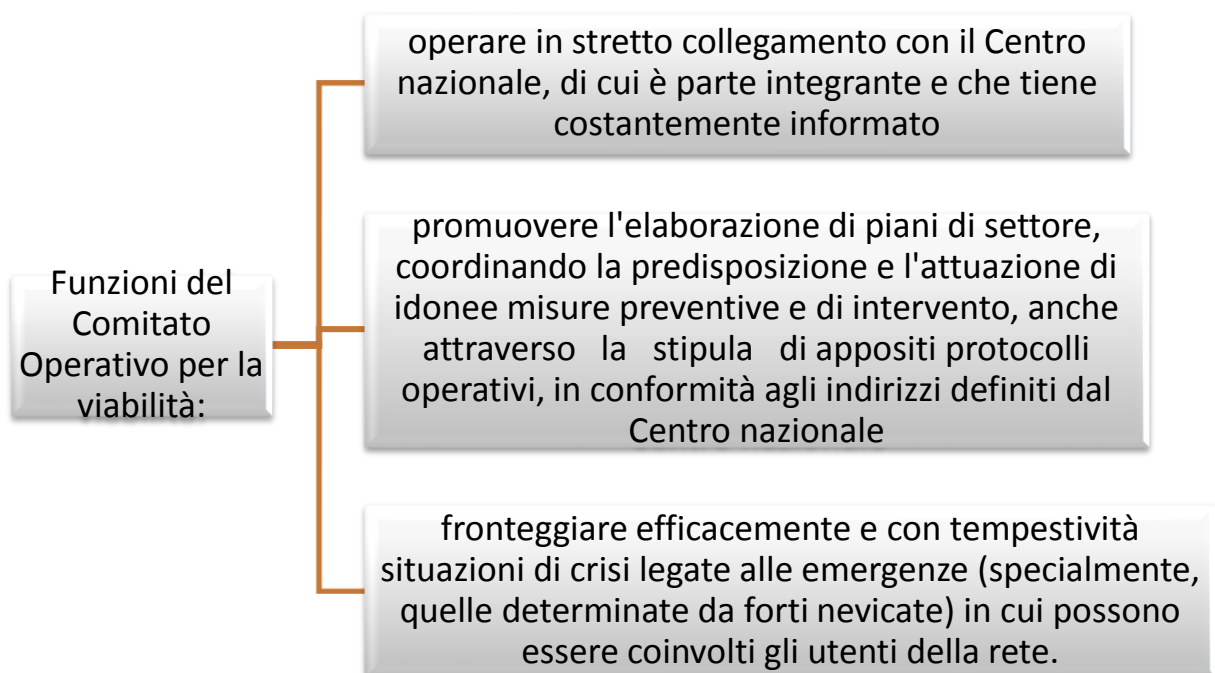 Funzioni del
Comitato
Operativo per la
viabilità:
operare in stretto collegamento con il Centro
nazionale, di cui è parte integrante e che tiene
costantemente informato
promuovere l'elaborazione di piani di settore,
coordinando la predisposizione e l'attuazione di
idonee misure preventive e di intervento, anche
attraverso la stipula di appositi protocolli
operativi, in conformità agli indirizzi definiti dal
Centro nazionale
fronteggiare efficacemente e con tempestività
situazioni di crisi legate alle emergenze (specialmente,
quelle determinate da forti nevicate) in cui possono
essere coinvolti gli utenti della rete.